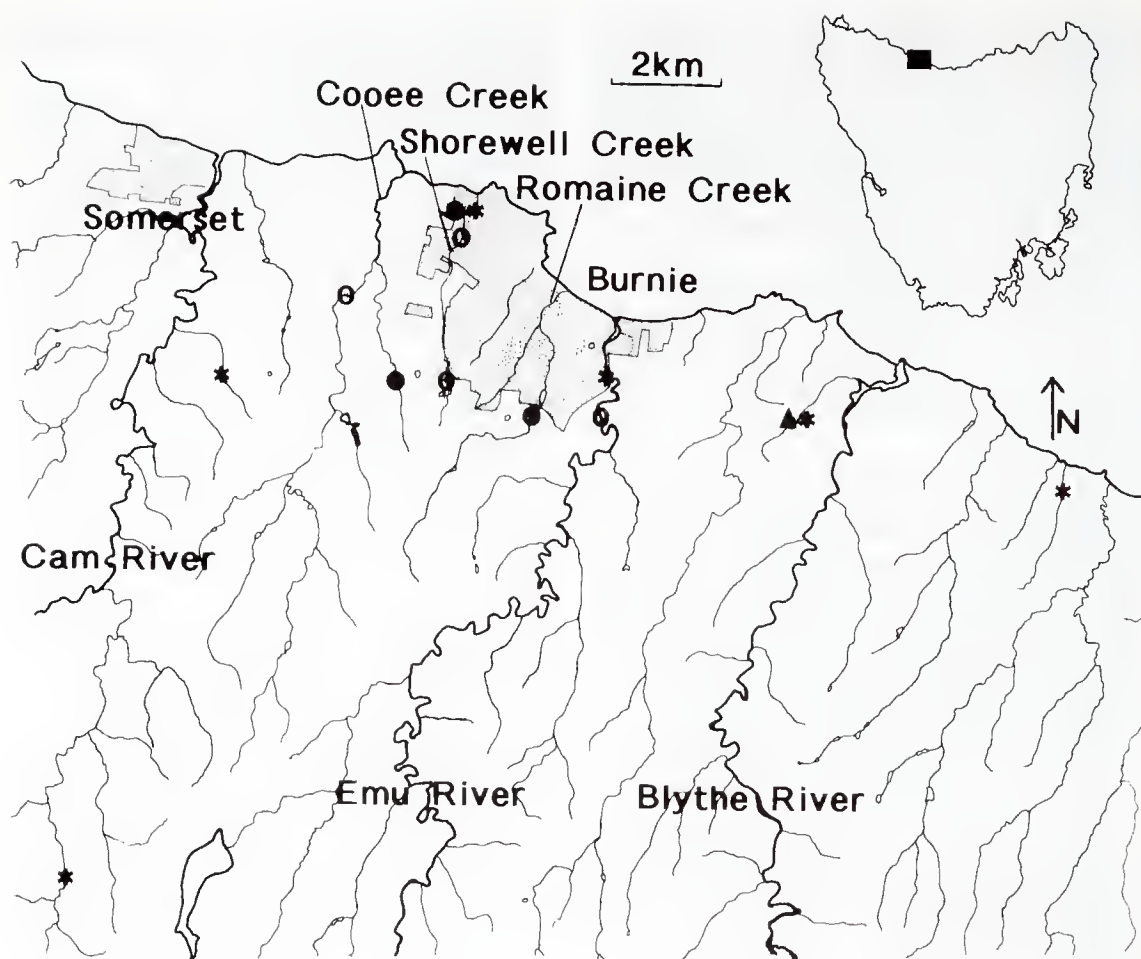 2km
Cooee Creek
Shorewell Creek
Romaine Creek
Somerset
Burnie
N
Cam River
Emu River
Blythe River